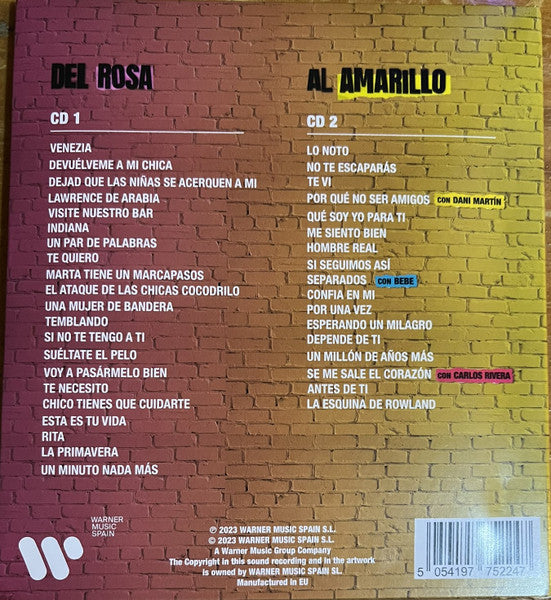 DEL ROSA
CD 1
VENEZIA
DEVUÉLVEME A MI CHICA
DEJAD QUE LAS NIÑAS SE ACERQUEN A MI
LAWRENCE DE ARABIA
VISITE NUESTRO BAR
INDIANA
UN PAR DE PALABRAS
TE QUIERO
MARTA TIENE UN MARCAPASOS
EL ATAQUE DE LAS CHICAS COCODRILO
UNA MUJER DE BANDERA
TEMBLANDO
SI NO TE TENGO A TI
SUÉLTATE EL PELO
VOY A PASÁRMELO BIEN
TE NECESITO
CHICO TIENES QUE CUIDARTE
ESTA ES TU VIDA
RITA
LA PRIMAVERA
UN MINUTO NADA MÁS
AL AMARILLO
CD 2
LO NOTO
NO TE ESCAPARÁS
TE VI
POR QUÉ NO SER AMIGOS CON DANI MARTÍN
QUÉ SOY YO PARA TI
ME SIENTO BIEN
HOMBRE REAL
SI SEGUIMOS ASÍ
SEPARADOS CON BEBE
CONFIA EN MI
POR UNA VEZ
ESPERANDO UN MILAGRO
DEPENDE DE TI
UN MILLÓN DE AÑOS MÁS
SE ME SALE EL CORAZÓN CON CARLOS RIVERA
ANTES DE TI
LA ESQUINA DE ROWLAND
WARNER
MUSIC
SPAIN
℗ 2023 WARNER MUSIC SPAIN S.L.
© 2023 WARNER MUSIC SPAIN S.L.
A Warner Music Group Company
The Copyright in this sound recording and in the artwork
is owned by WARNER MUSIC SPAIN SL.
Manufactured in EU
5 054197 752247